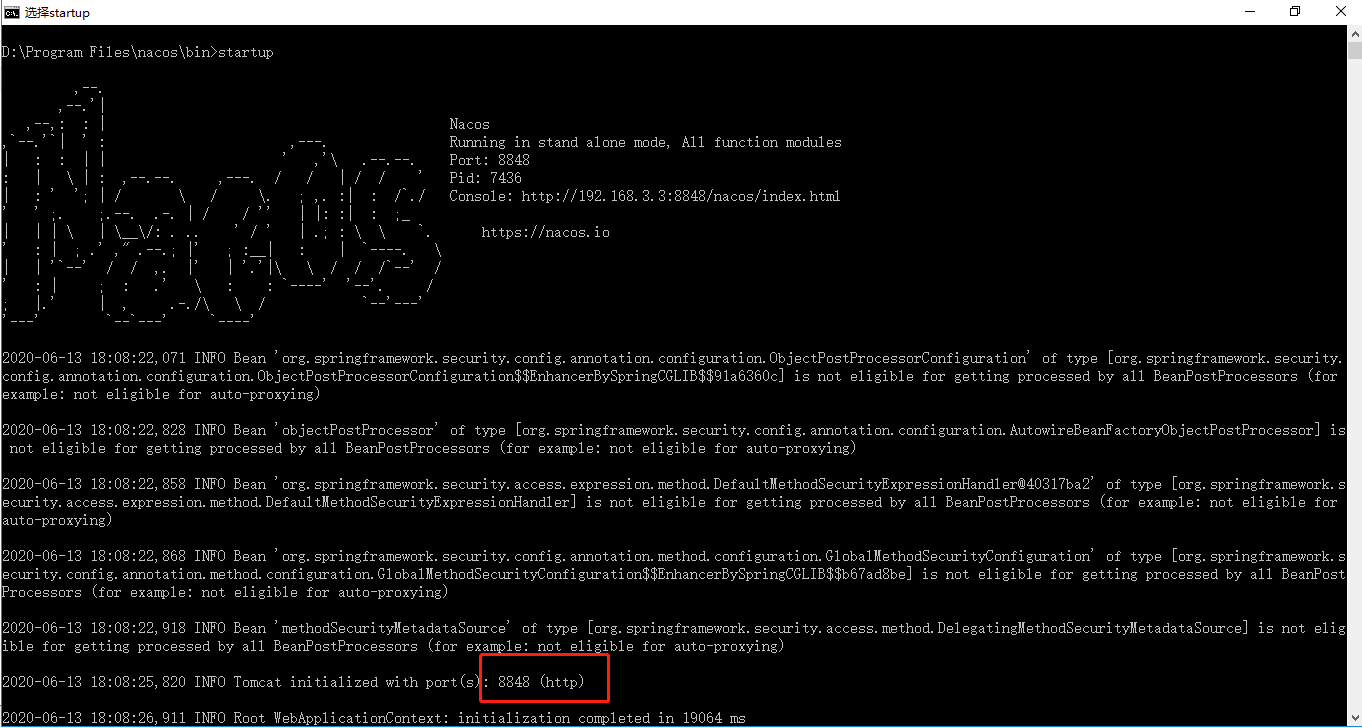 选择startup
D:\Program Files\nacos\bin>startup
Nacos
Running in stand alone mode, All function modules
Port: 8848
Pid: 7436
Console: http://192.168.3.3:8848/nacos/index.html
https://nacos.io
2020-06-13 18:08:22,071 INFO Bean 'org.springframework.security.config.annotation.configuration.ObjectPostProcessorConfiguration' of type [org.springframework.security.
config.annotation.configuration.ObjectPostProcessorConfiguration$$EnhancerBySpringCGLIB$$91a6360c] is not eligible for getting processed by all BeanPostProcessors (for
example: not eligible for auto-proxying)
2020-06-13 18:08:22,828 INFO Bean 'objectPostProcessor' of type [org.springframework.security.config.annotation.configuration.AutowireBeanFactoryObjectPostProcessor] is
not eligible for getting processed by all BeanPostProcessors (for example: not eligible for auto-proxying)
2020-06-13 18:08:22,858 INFO Bean 'org.springframework.security.access.expression.method.DefaultMethodSecurityExpressionHandler@40317ba2' of type [org.springframework.s
ecurity.access.expression.method.DefaultMethodSecurityExpressionHandler] is not eligible for getting processed by all BeanPostProcessors (for example: not eligible for
auto-proxying)
2020-06-13 18:08:22,868 INFO Bean 'org.springframework.security.config.annotation.method.configuration.GlobalMethodSecurityConfiguration' of type [org.springframework.s
ecurity.config.annotation.method.configuration.GlobalMethodSecurityConfiguration$$EnhancerBySpringCGLIB$$b67ad8be] is not eligible for getting processed by all BeanPost
Processors (for example: not eligible for auto-proxying)
2020-06-13 18:08:22,918 INFO Bean 'methodSecurityMetadataSource' of type [org.springframework.security.access.method.DelegatingMethodSecurityMetadataSource] is not elig
ible for getting processed by all BeanPostProcessors (for example: not eligible for auto-proxying)
2020-06-13 18:08:25,820 INFO Tomcat initialized with port(s): 8848 (http)
2020-06-13 18:08:26,911 INFO Root WebApplicationContext: initialization completed in 19064 ms